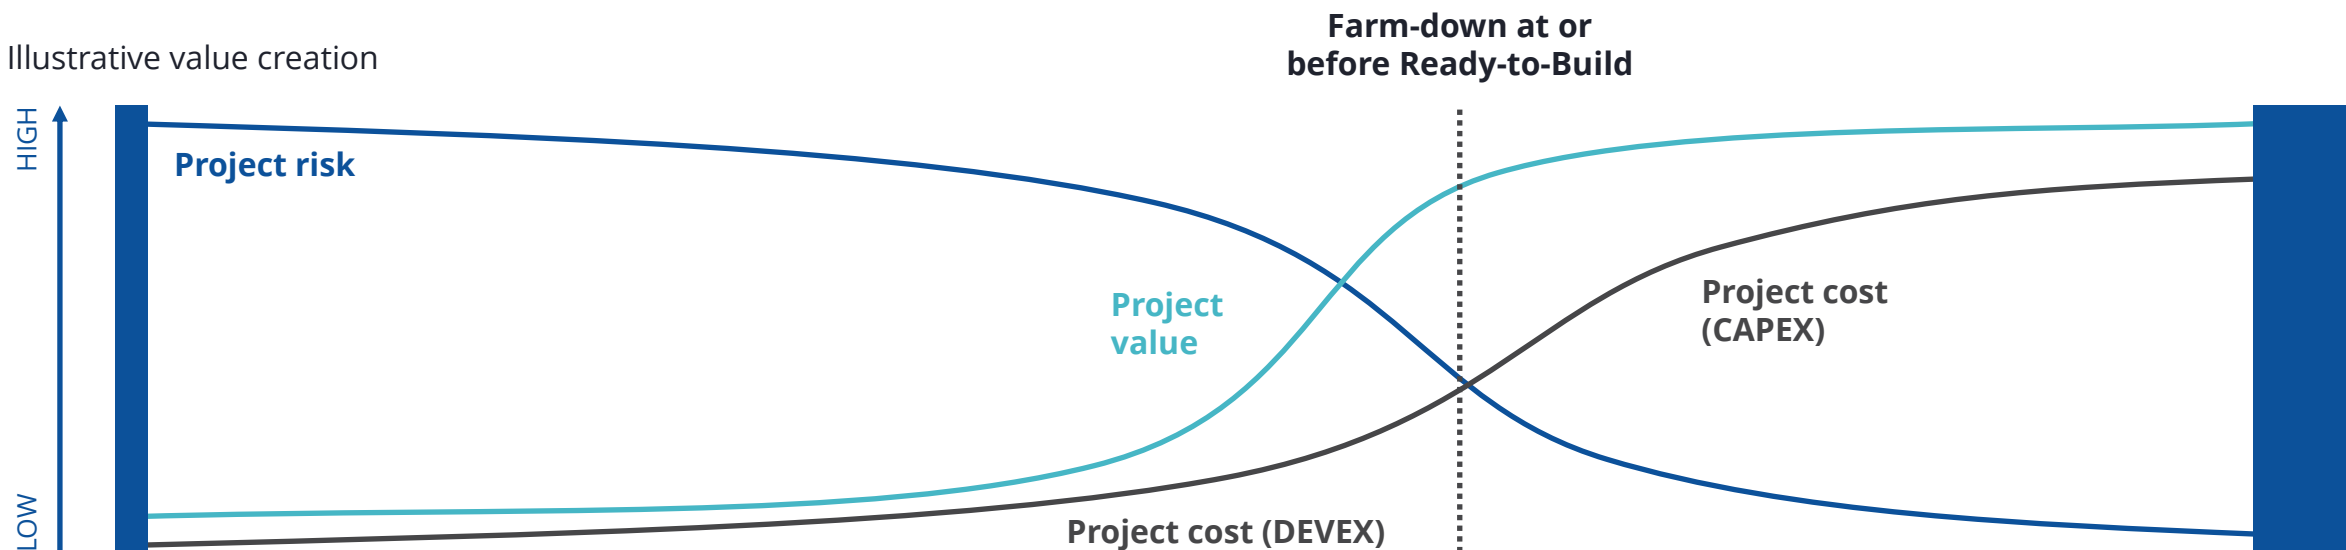 Farm-down at or
before Ready-to-Build
Illustrative value creation
HIGH
Project risk
Project
value
Project cost
(CAPEX)
LOW
Project cost (DEVEX)